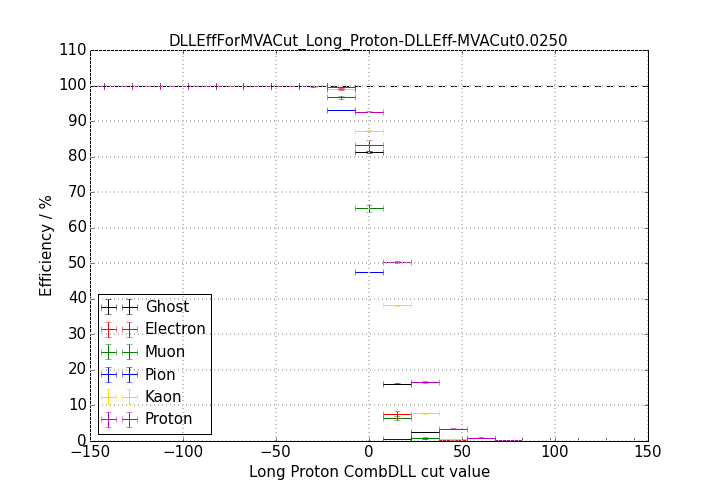 DLLEffForMVACut_Long_Proton-DLLEff-MVACut0.0250
110
100
90
80
70
60
50
40
30
20
10
0
Efficiency / %
Ghost
Electron
Muon
Pion
Kaon
Proton
−150 −100 −50 0 50 100 150
Long Proton CombDLL cut value